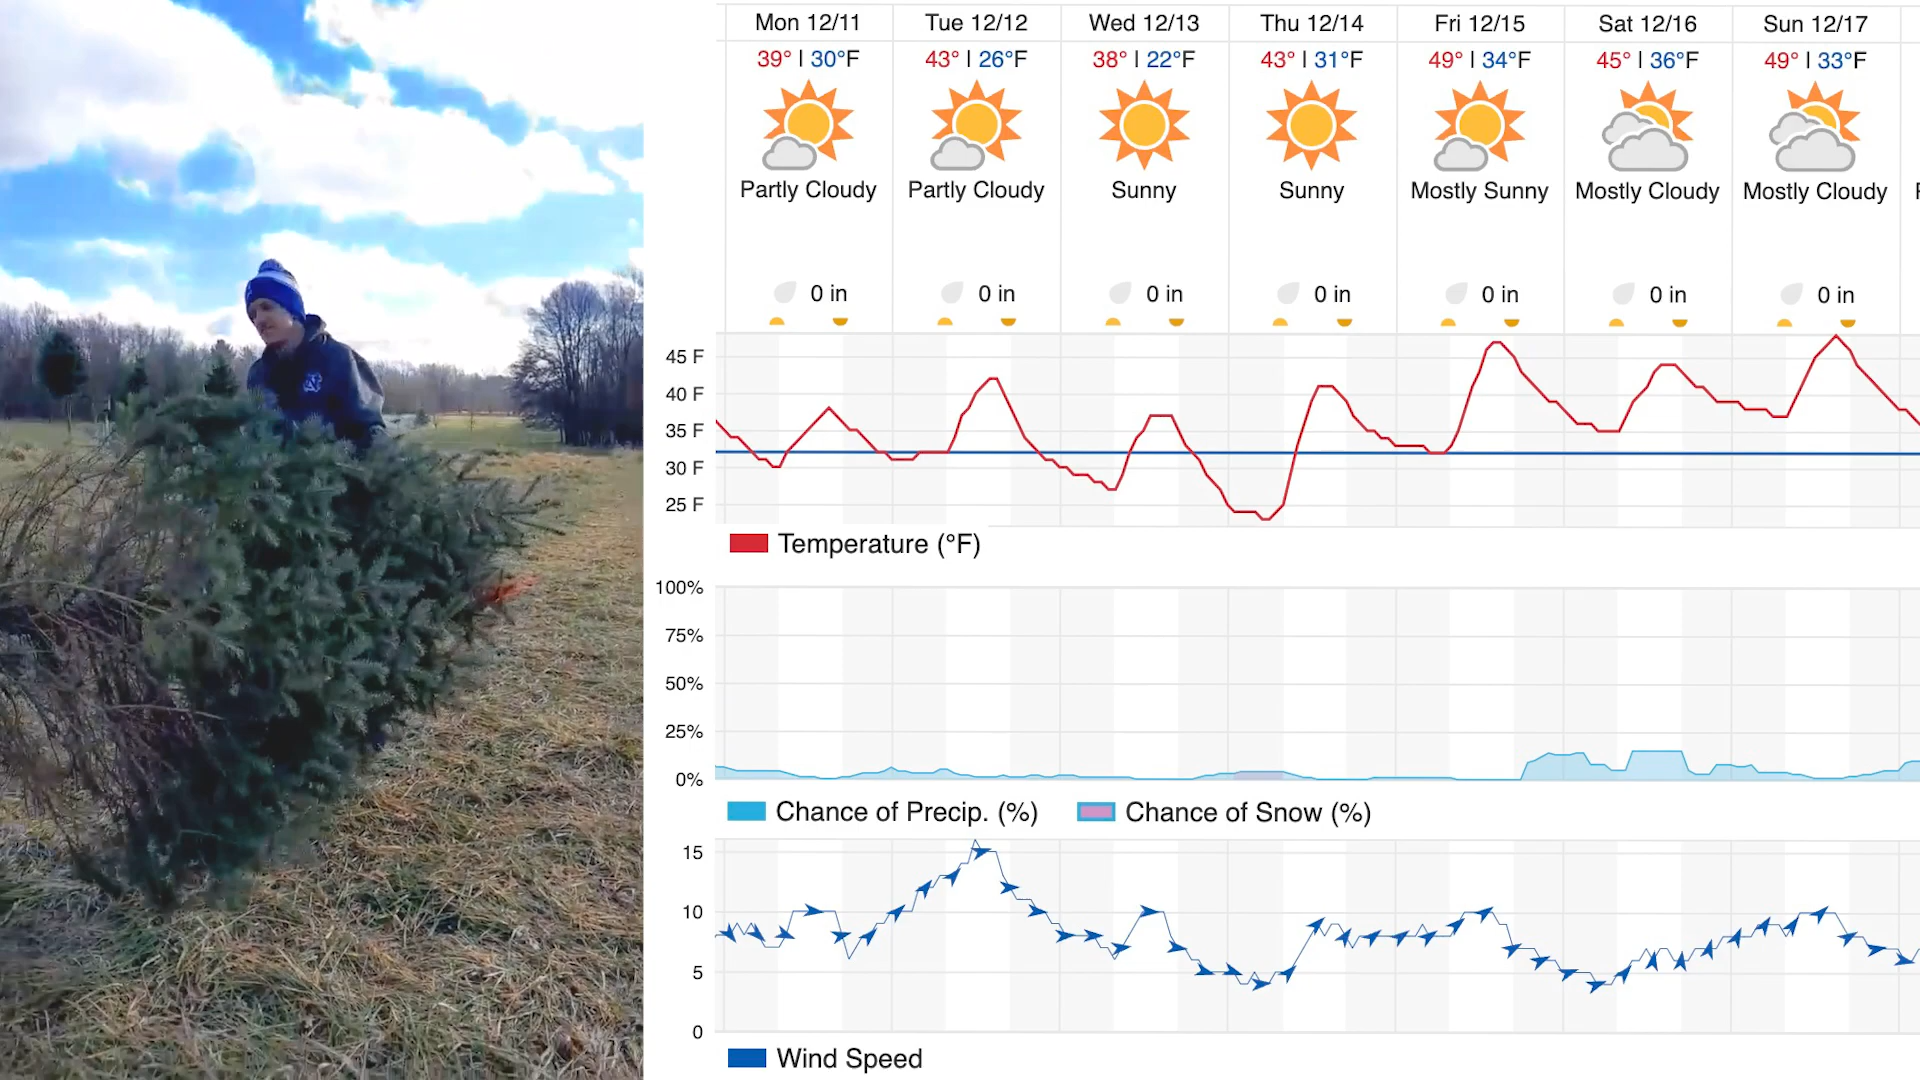 Mon 12/11 Tue 12/12 Wed 12/13 Thu 12/14 Fri 12/15 Sat 12/16 Sun 12/17
39° | 30°F 43° | 26°F 38° | 22°F 43° | 31°F 49° | 34°F 45° | 36°F 49° | 33°F
Partly Cloudy Partly Cloudy Sunny Sunny Mostly Sunny Mostly Cloudy Mostly Cloudy
0 in 0 in 0 in 0 in 0 in 0 in 0 in
45 F
40 F
35 F
30 F
25 F
Temperature (°F)
100%
75%
50%
25%
0%
Chance of Precip. (%) Chance of Snow (%)
15
10
5
0
Wind Speed